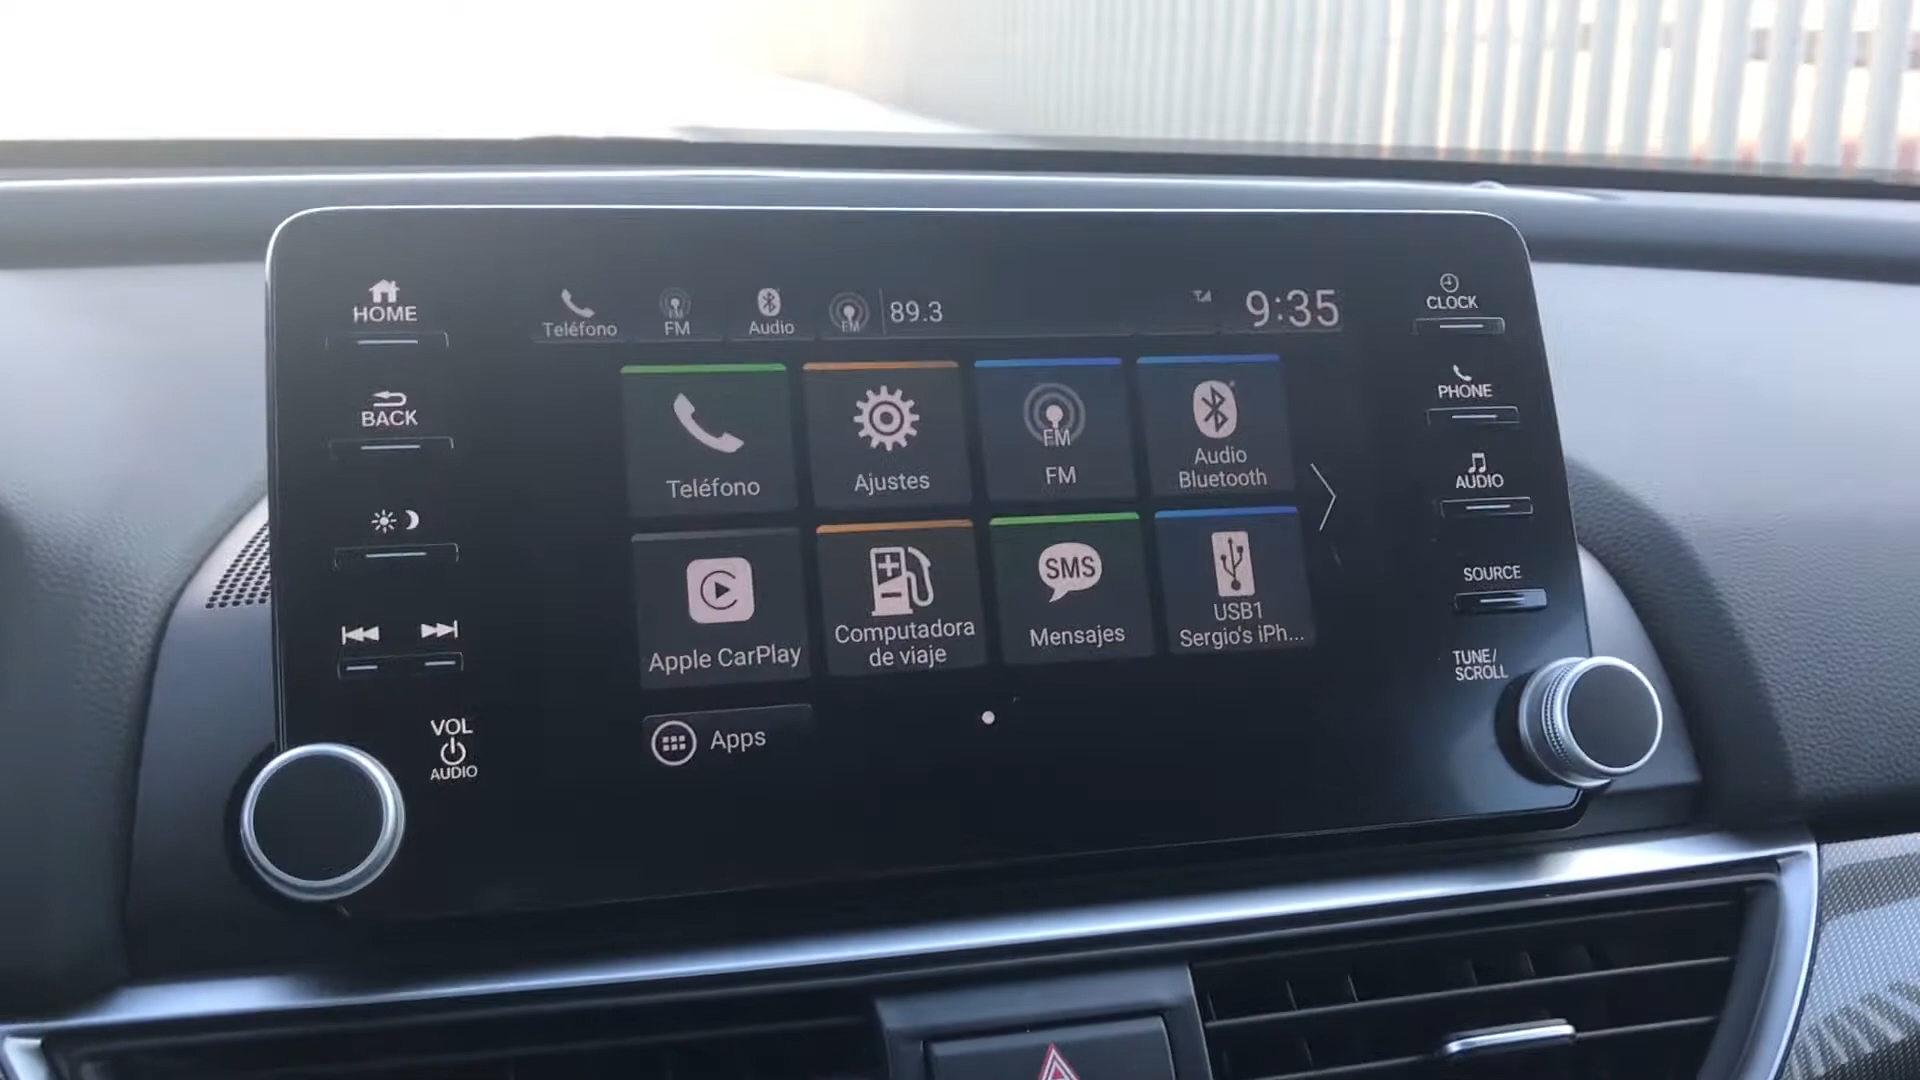 HOME
BACK
VOL
AUDIO
Teléfono
FM
Audio
FM
89.3
9:35
Teléfono
Ajustes
FM
FM
Audio
Bluetooth
Apple CarPlay
Computadora
de viaje
SMS
Mensajes
USB1
Sergio's iPh...
Apps
CLOCK
PHONE
AUDIO
SOURCE
TUNE/
SCROLL